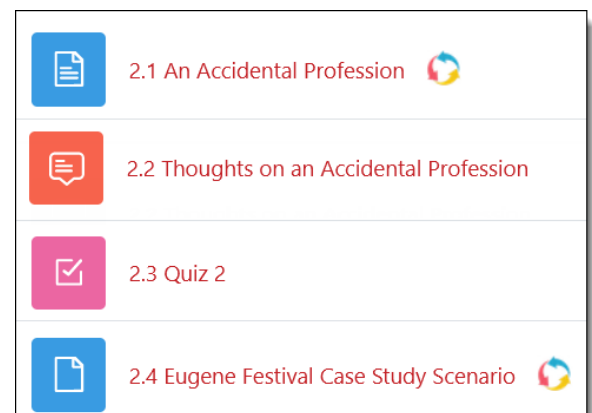 2.1 An Accidental Profession
2.2 Thoughts on an Accidental Profession
2.3 Quiz 2
2.4 Eugene Festival Case Study Scenario